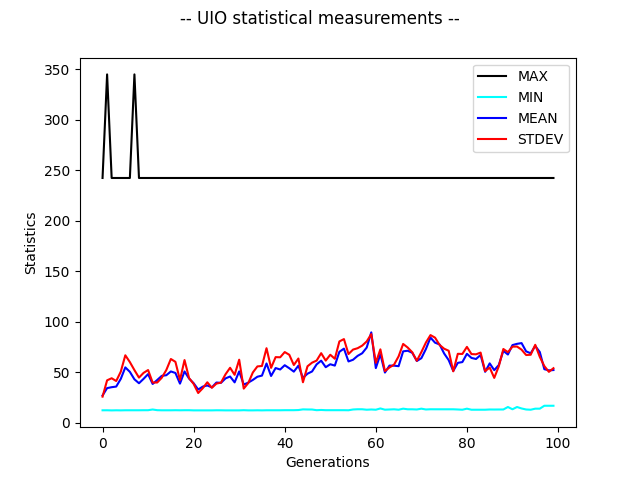 -- UIO statistical measurements --
350
300
250
200
150
100
50
0
Statistics
MAX
MIN
MEAN
STDEV
0 20 40 60 80 100
Generations